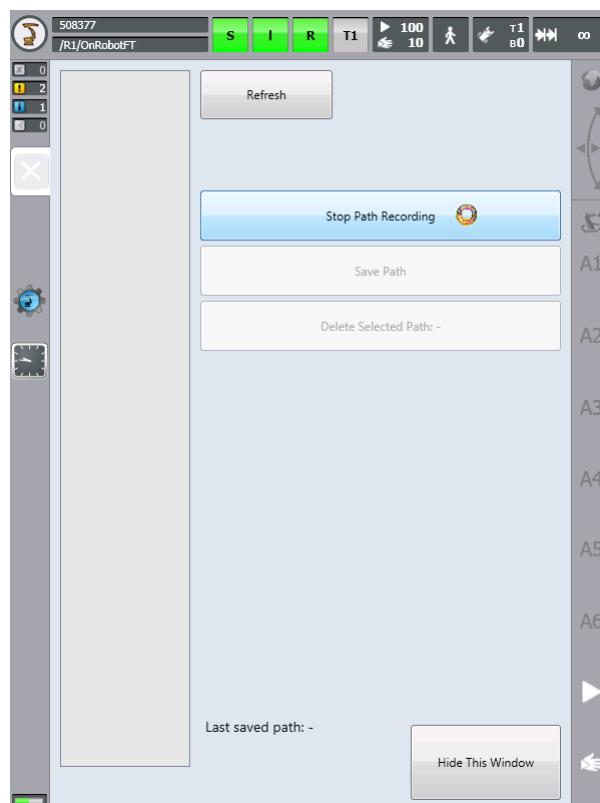 508377
/R1/OnRobotFT
S
I
R
T1
100
10
T1
B0
∞
0
2
1
0
Refresh
Stop Path Recording
Save Path
Delete Selected Path: -
A1
A2
A3
A4
A5
A6
Last saved path: -
Hide This Window